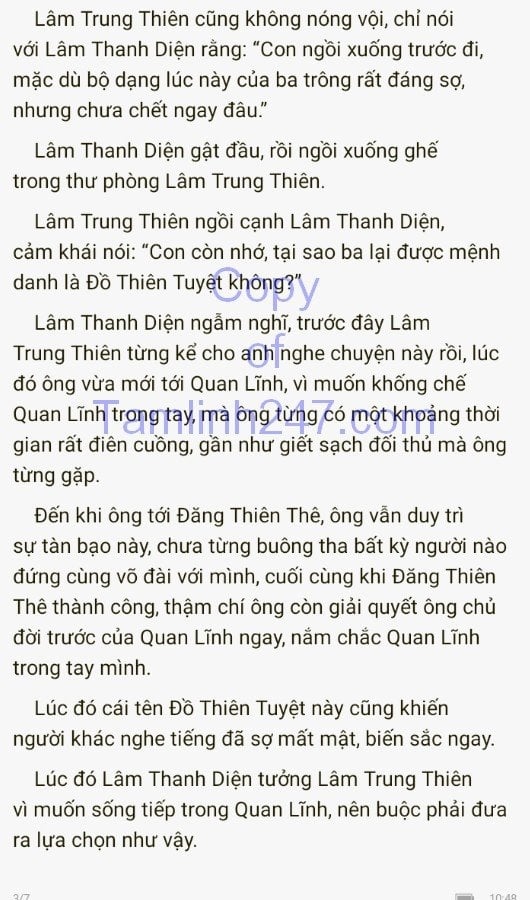 Lâm Trung Thiên cũng không nóng vội, chỉ nói
với Lâm Thanh Diện rằng: “Con ngồi xuống trước đi,
mặc dù bộ dạng lúc này của ba trông rất đáng sợ,
nhưng chưa chết ngay đâu.”
Lâm Thanh Diện gật đầu, rồi ngồi xuống ghế
trong thư phòng Lâm Trung Thiên.
Lâm Trung Thiên ngồi cạnh Lâm Thanh Diện,
cảm khái nói: “Con còn nhớ, tại sao ba lại được mệnh
danh là Đồ Thiên Tuyệt không?”
Copy
Lâm Thanh Diện ngẫm nghĩ, trước đây Lâm
of
Trung Thiên từng kể cho anh nghe chuyện này rồi, lúc
đó ông vừa mới tới Quan Lĩnh, vì muốn khống chế
Quan Lĩnh trong tay, mà ông từng có một khoảng thời
Tamlinh247.com
gian rất điên cuồng, gần như giết sạch đối thủ mà ông
từng gặp.
Đến khi ông tới Đăng Thiên Thê, ông vẫn duy trì
sự tàn bạo này, chưa từng buông tha bất kỳ người nào
đứng cùng võ đài với mình, cuối cùng khi Đăng Thiên
Thê thành công, thậm chí ông còn giải quyết ông chủ
đời trước của Quan Lĩnh ngay, nắm chắc Quan Lĩnh
trong tay mình.
Lúc đó cái tên Đồ Thiên Tuyệt này cũng khiến
người khác nghe tiếng đã sợ mất mật, biến sắc ngay.
Lúc đó Lâm Thanh Diện tưởng Lâm Trung Thiên
vì muốn sống tiếp trong Quan Lĩnh, nên buộc phải đưa
ra lựa chọn như vậy.
3/7
10:48